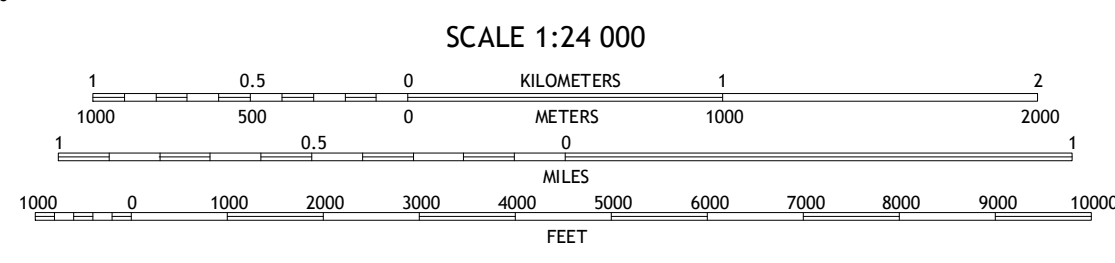 SCALE 1:24 000
1 0.5 0 KILOMETERS 1 2
1000 500 0 METERS 1000 2000
1 0.5 0 1
MILES
1000 0 1000 2000 3000 4000 5000 6000 7000 8000 9000 10000
FEET